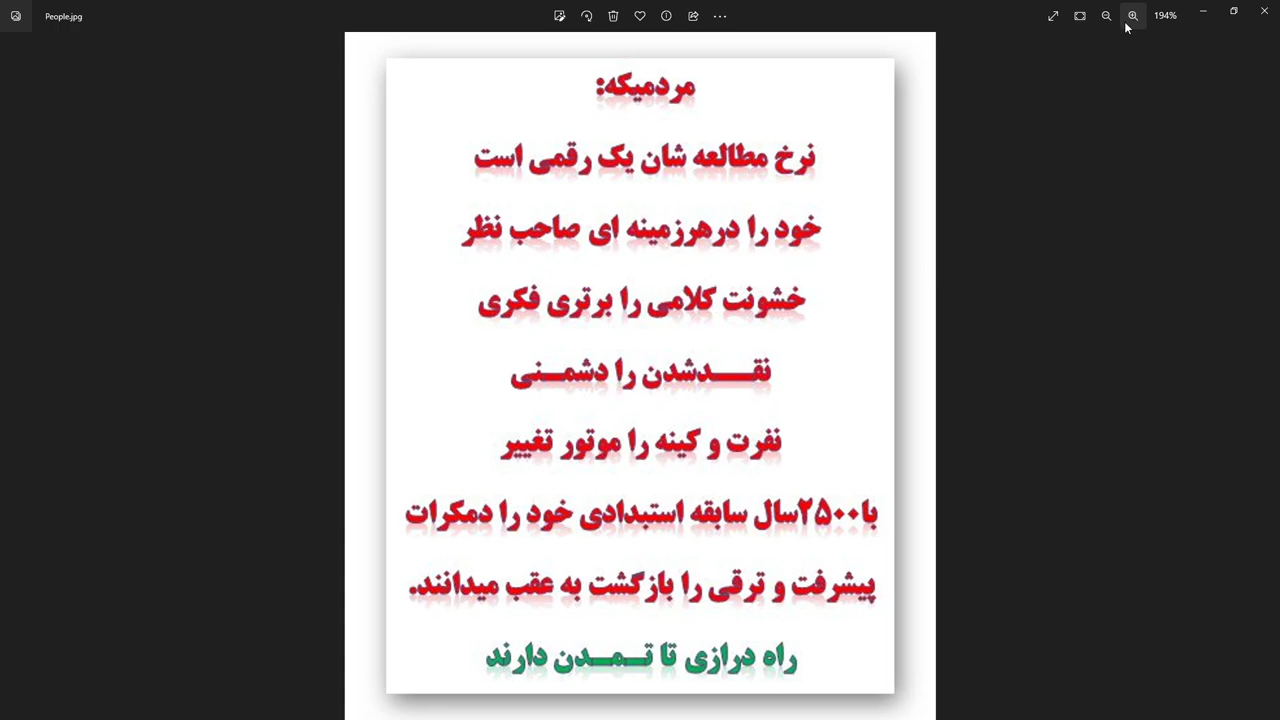 People.jpg
194%
مردمیکه:
نرخ مطالعه شان یک رقمی است
خود را درهرزمینه ای صاحب نظر
خشونت کلامی را برتری فکری
نقـــــدشدن را دشمـــنی
نفرت و کینه را موتور تغییر
با۲۵۰۰سال سابقه استبدادی خود را دمکرات
پیشرفت و ترقی را بازگشت به عقب میدانند.
راه درازی تا تـــمـــدن دارند